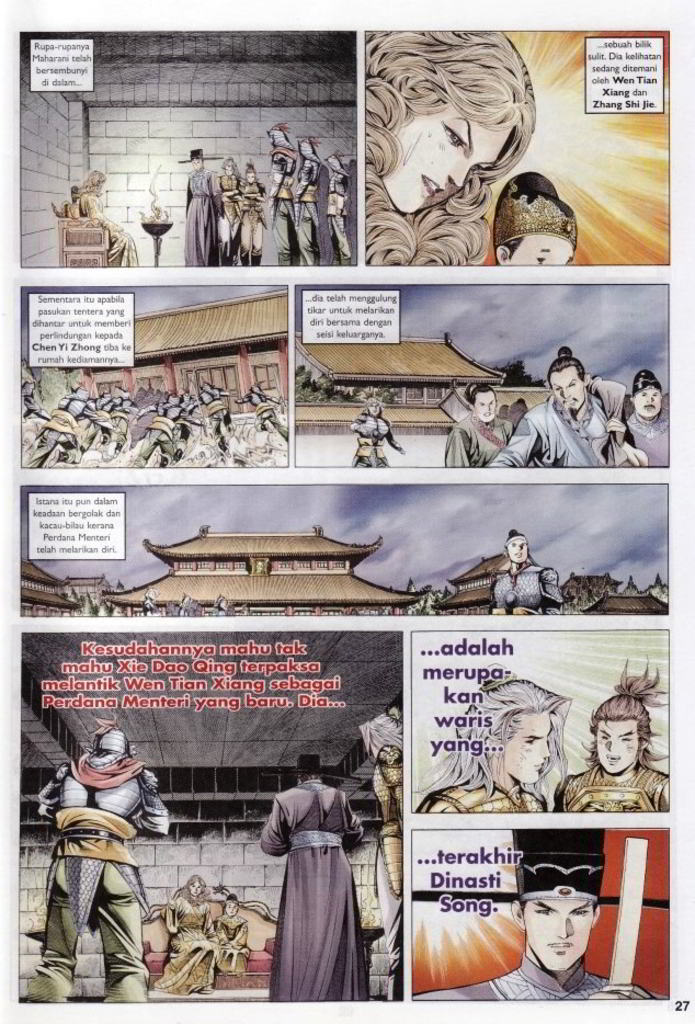 Rupa-rupanya
Maharani telah
bersembunyi
di dalam...
...sebuah bilik
sulit. Dia kelihatan
sedang ditemani
oleh Wen Tian
Xiang dan
Zhang Shi Jie.
Sementara itu apabila
pasukan tentera yang
dihantar untuk memberi
perlindungan kepada
Chen Yi Zhong tiba ke
rumah kediamannya...
...dia telah menggulung
tikar untuk melarikan
diri bersama dengan
seisi keluarganya.
Istana itu pun dalam
keadaan bergolak dan
kacau-bilau kerana
Perdana Menteri
telah melarikan diri.
Kesudahannya mahu tak
mahu Xie Dao Qing terpaksa
melantik Wen Tian Xiang sebagai
Perdana Menteri yang baru. Dia...
...adalah
merupa-
kan
waris
yang...
...terakhir
Dinasti
Song.
27